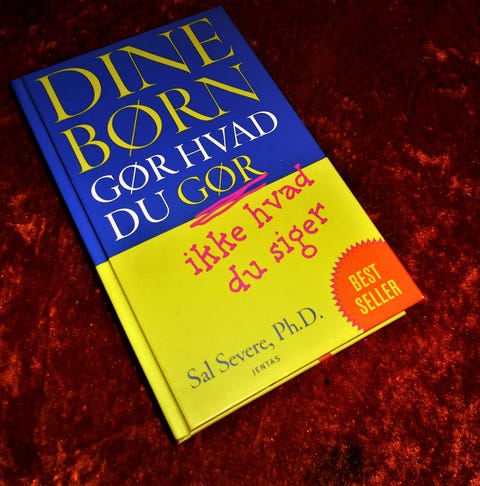 DINE
BØRN
GØR HVAD
DU GØR
ikke hvad
du siger
BEST
SELLER
Sal Severe, Ph.D.
JENTAS